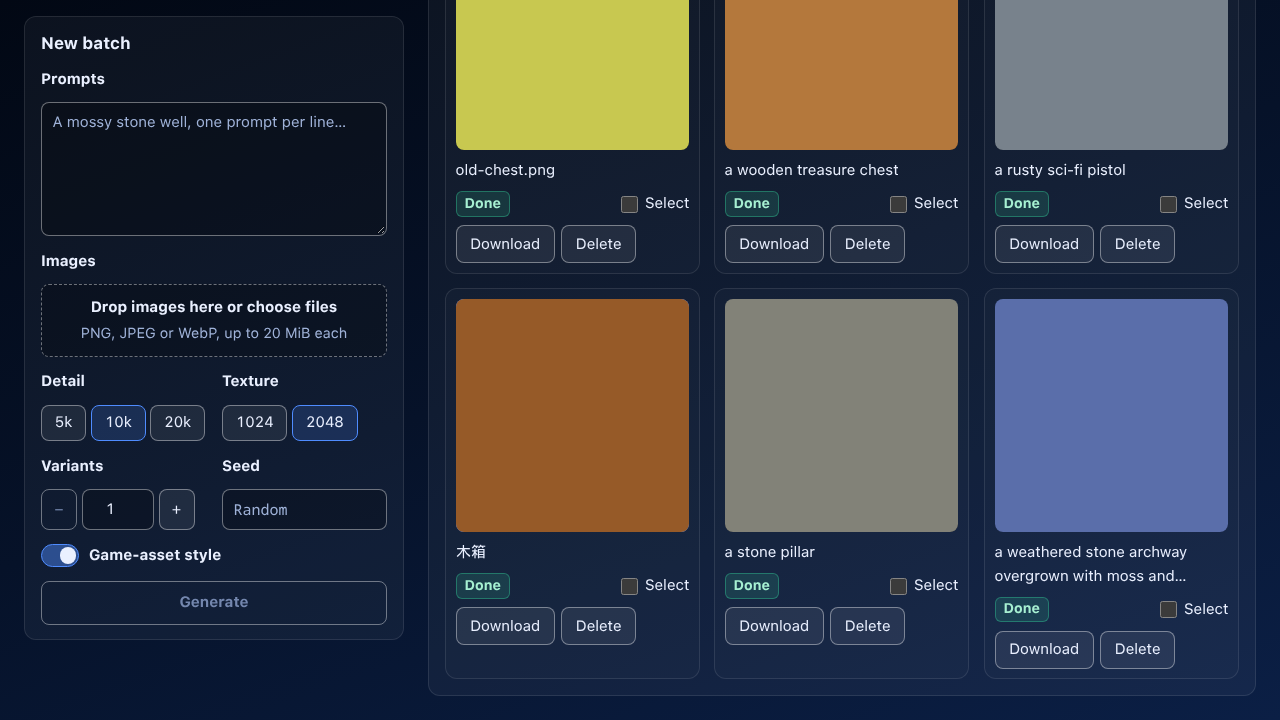 New batch
Prompts
A mossy stone well, one prompt per line...
Images
Drop images here or choose files
PNG, JPEG or WebP, up to 20 MiB each
Detail
Texture
5k
10k
20k
1024
2048
Variants
Seed
−
1
+
Random
Game-asset style
Generate
old-chest.png
Done
Select
Download
Delete
a wooden treasure chest
Done
Select
Download
Delete
a rusty sci-fi pistol
Done
Select
Download
Delete
木箱
Done
Select
Download
Delete
a stone pillar
Done
Select
Download
Delete
a weathered stone archway
overgrown with moss and...
Done
Select
Download
Delete